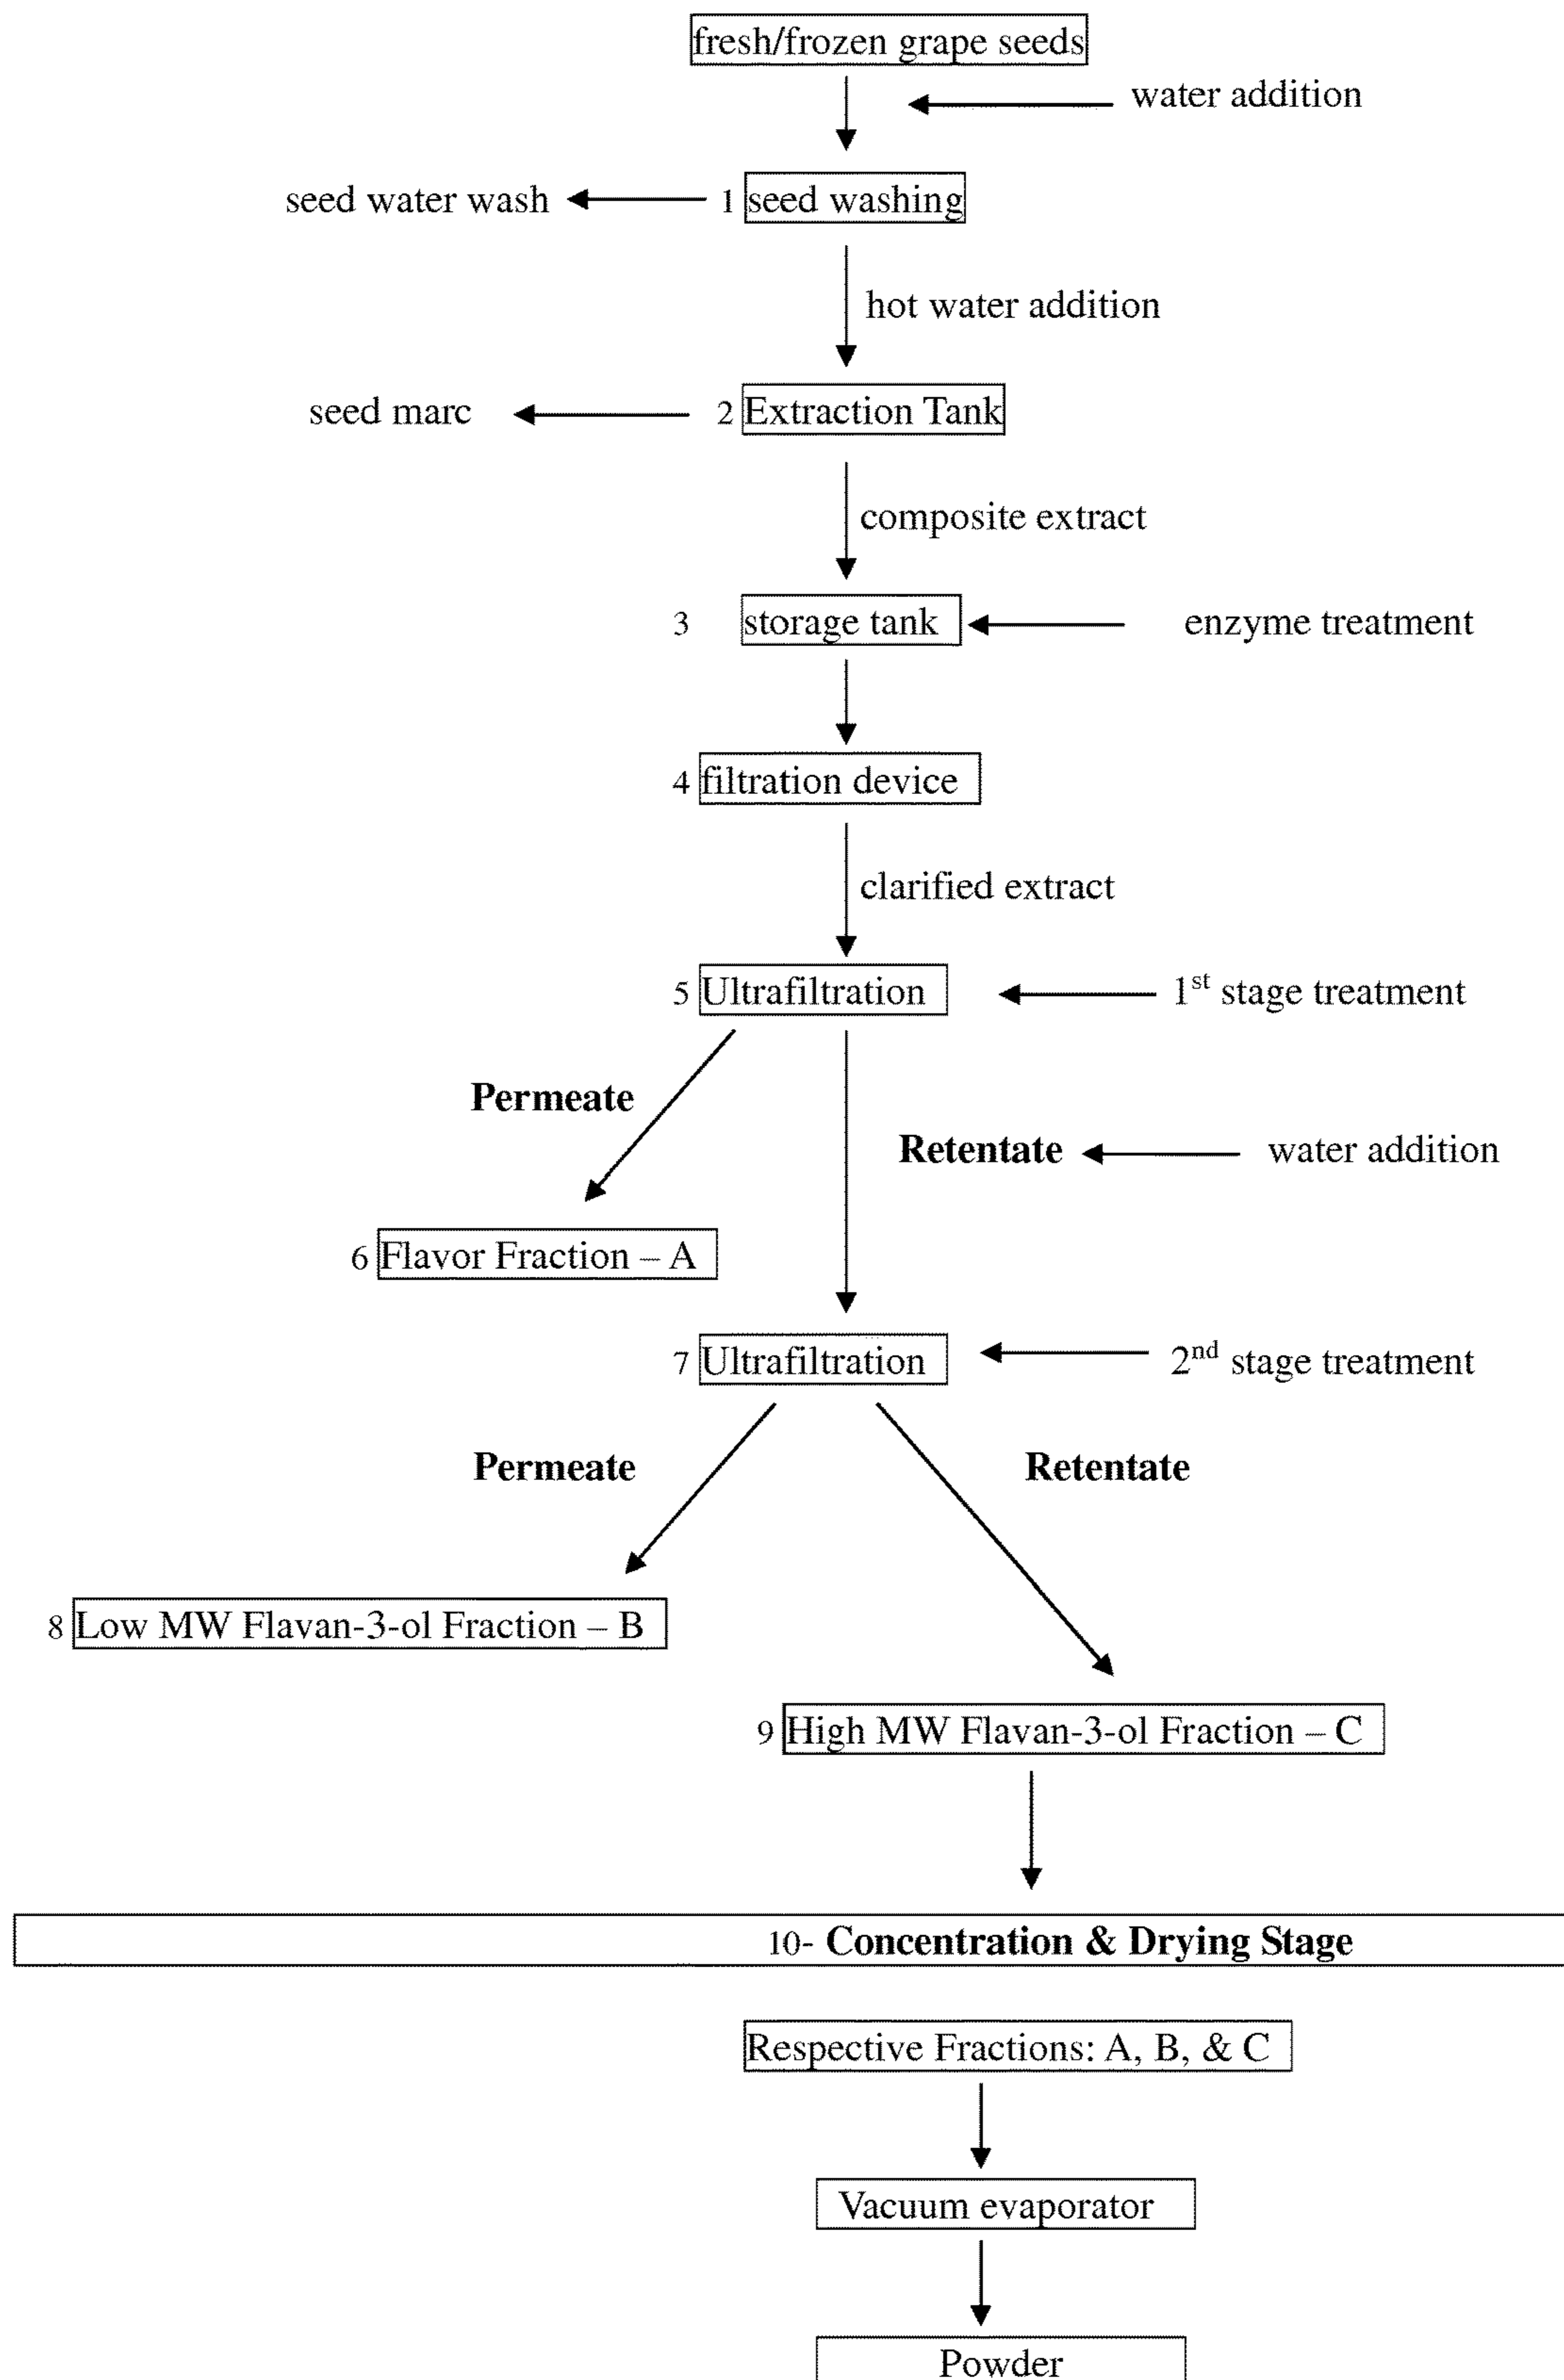 fresh/frozen grape seeds
water addition
seed water wash
1 seed washing
hot water addition
seed marc
2 Extraction Tank
composite extract
3 storage tank
enzyme treatment
4 filtration device
clarified extract
5 Ultrafiltration
1st stage treatment
Permeate
Retentate
water addition
6 Flavor Fraction – A
7 Ultrafiltration
2nd stage treatment
Permeate
Retentate
8 Low MW Flavan-3-ol Fraction – B
9 High MW Flavan-3-ol Fraction – C
10- Concentration & Drying Stage
Respective Fractions: A, B, & C
Vacuum evaporator
Powder